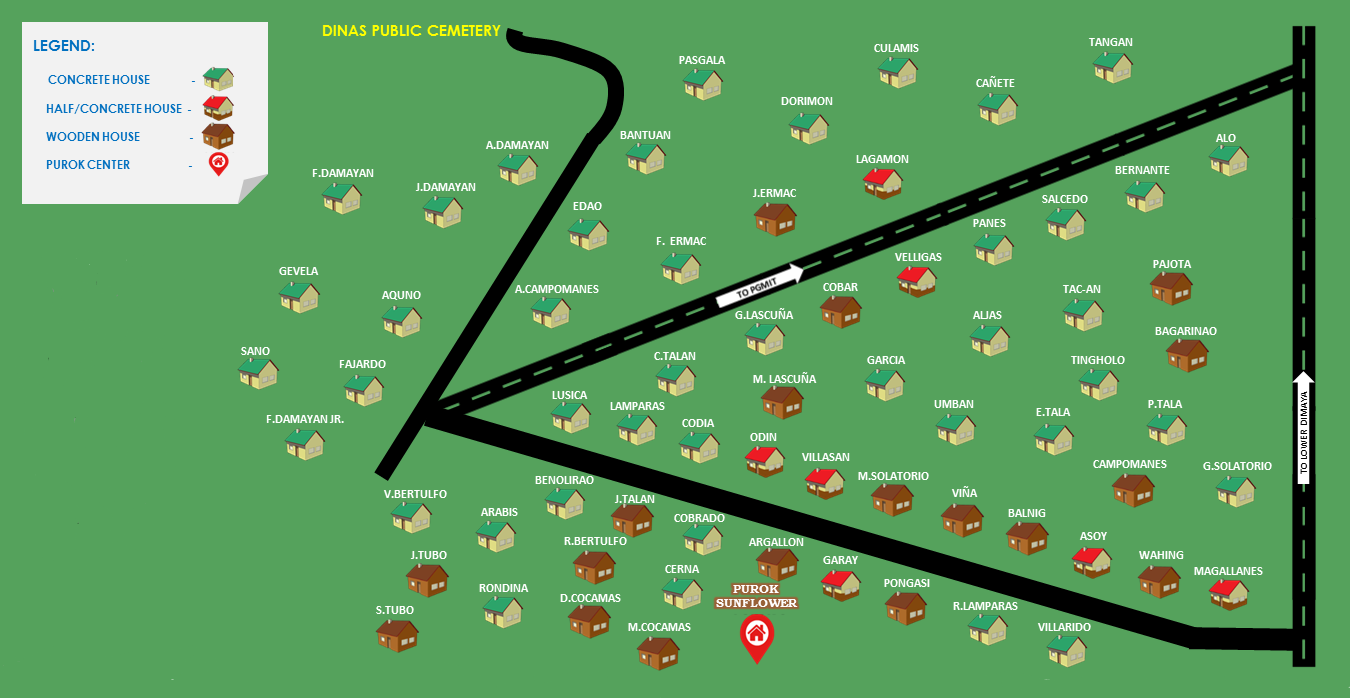 DINAS PUBLIC CEMETERY
LEGEND:
CONCRETE HOUSE -
HALF/CONCRETE HOUSE -
WOODEN HOUSE -
PUROK CENTER -
TANGAN
CULAMIS
PASGALA
CAÑETE
DORIMON
BANTUAN
ALO
A.DAMAYAN
LAGAMON
BERNANTE
F.DAMAYAN
J.DAMAYAN
J.ERMAC
SALCEDO
EDAO
PANES
F. ERMAC
VELLIGAS
PAJOTA
GEVELA
TO PGMIT
A.CAMPOMANES
COBAR
TAC-AN
AQUNO
G.LASCUÑA
ALJAS
BAGARINAO
SANO
C.TALAN
GARCIA
TINGHOLO
FAJARDO
M. LASCUÑA
LUSICA
LAMPARAS
UMBAN
E.TALA
P.TALA
TO LOWER DIMAYA
F.DAMAYAN JR.
CODIA
ODIN
VILLASAN
CAMPOMANES
G.SOLATORIO
M.SOLATORIO
BENOLIRAO
V.BERTULFO
J.TALAN
VIÑA
ARABIS
COBRADO
BALNIG
R.BERTULFO
ARGALLON
ASOY
J.TUBO
GARAY
WAHING
CERNA
MAGALLANES
RONDINA
PONGASI
D.COCAMAS
PUROK
SUNFLOWER
R.LAMPARAS
S.TUBO
M.COCAMAS
VILLARIDO